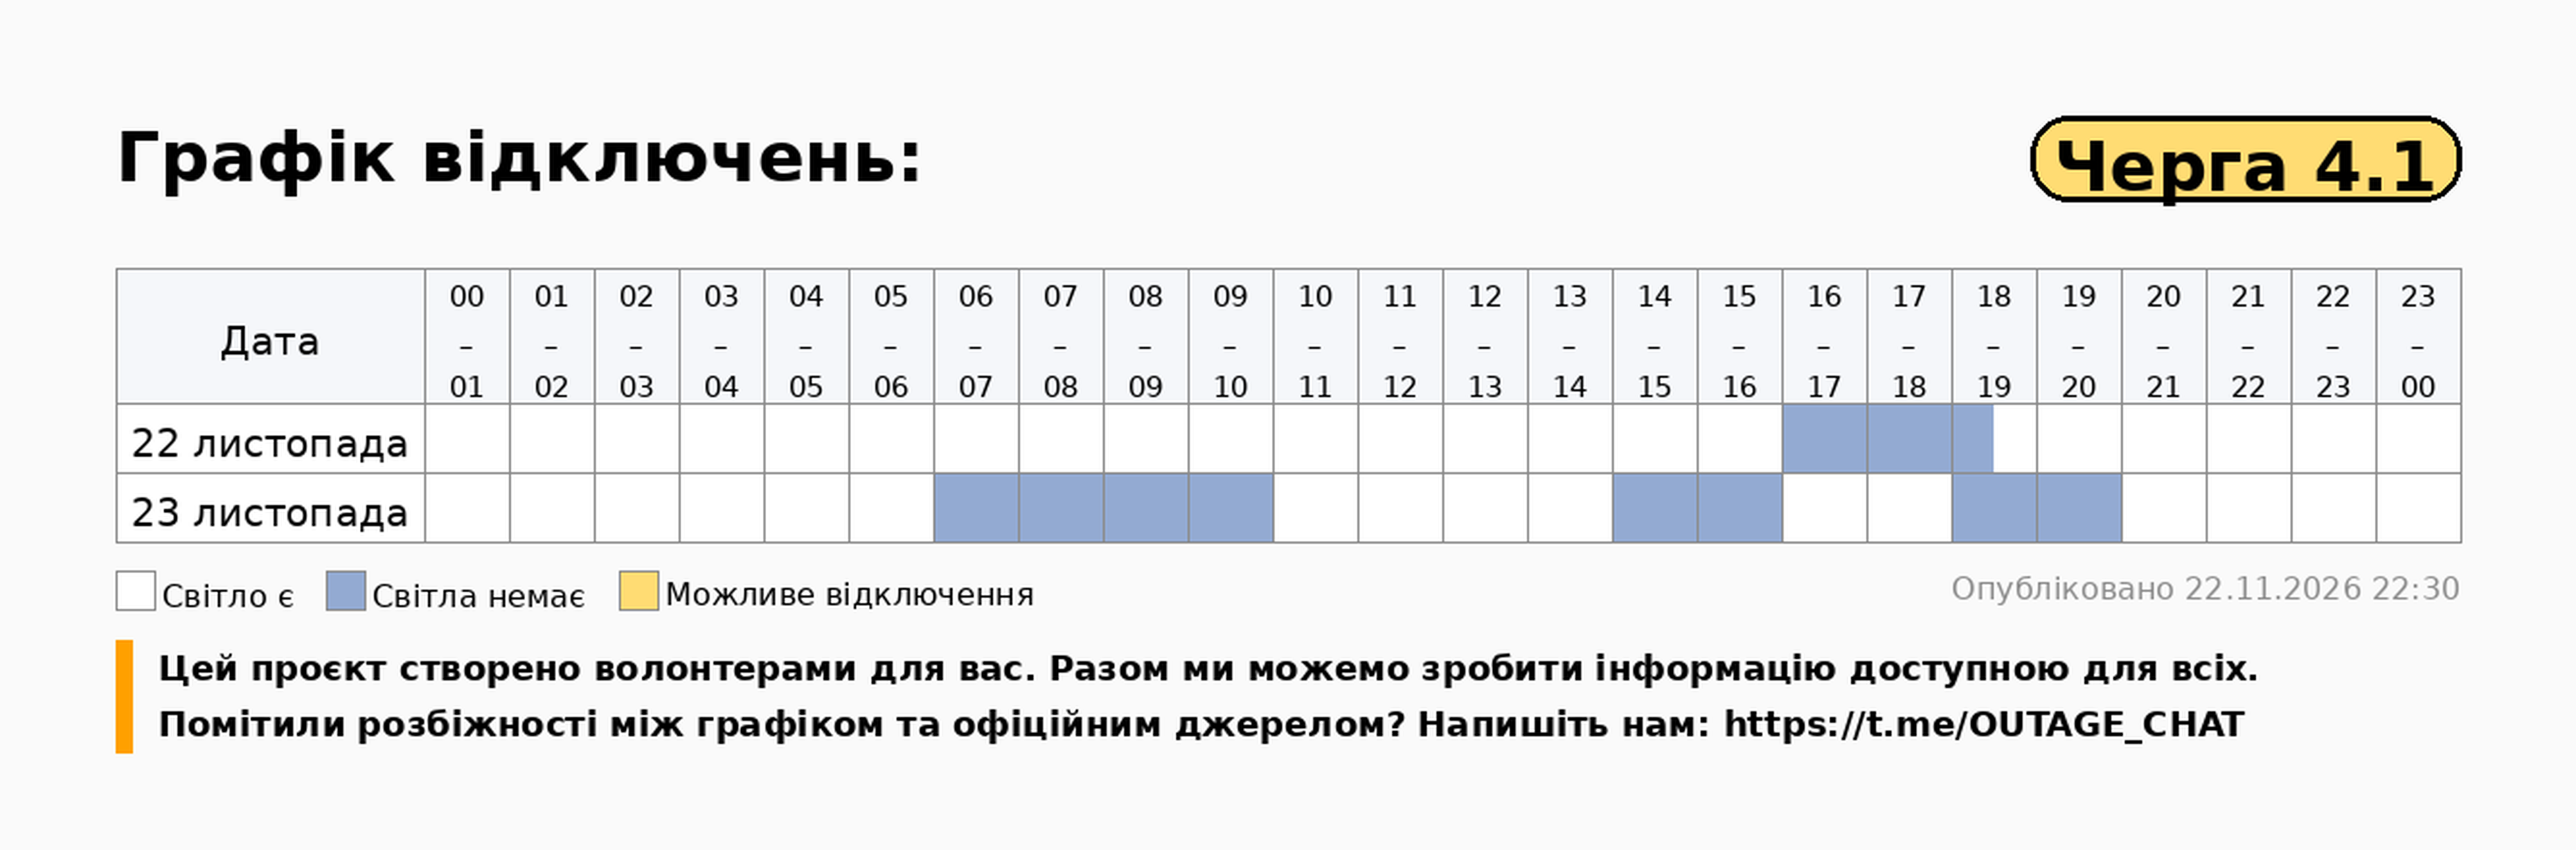 Графік відключень:
Черга 4.1
Дата 00 – 01 01 – 02 02 – 03 03 – 04 04 – 05 05 – 06 06 – 07 07 – 08 08 – 09 09 – 10 10 – 11 11 – 12 12 – 13 13 – 14 14 – 15 15 – 16 16 – 17 17 – 18 18 – 19 19 – 20 20 – 21 21 – 22 22 – 23 23 – 00
22 листопада
23 листопада
Світло є Світла немає Можливе відключення
Опубліковано 22.11.2026 22:30
Цей проєкт створено волонтерами для вас. Разом ми можемо зробити інформацію доступною для всіх.
Помітили розбіжності між графіком та офіційним джерелом? Напишіть нам: https://t.me/OUTAGE_CHAT